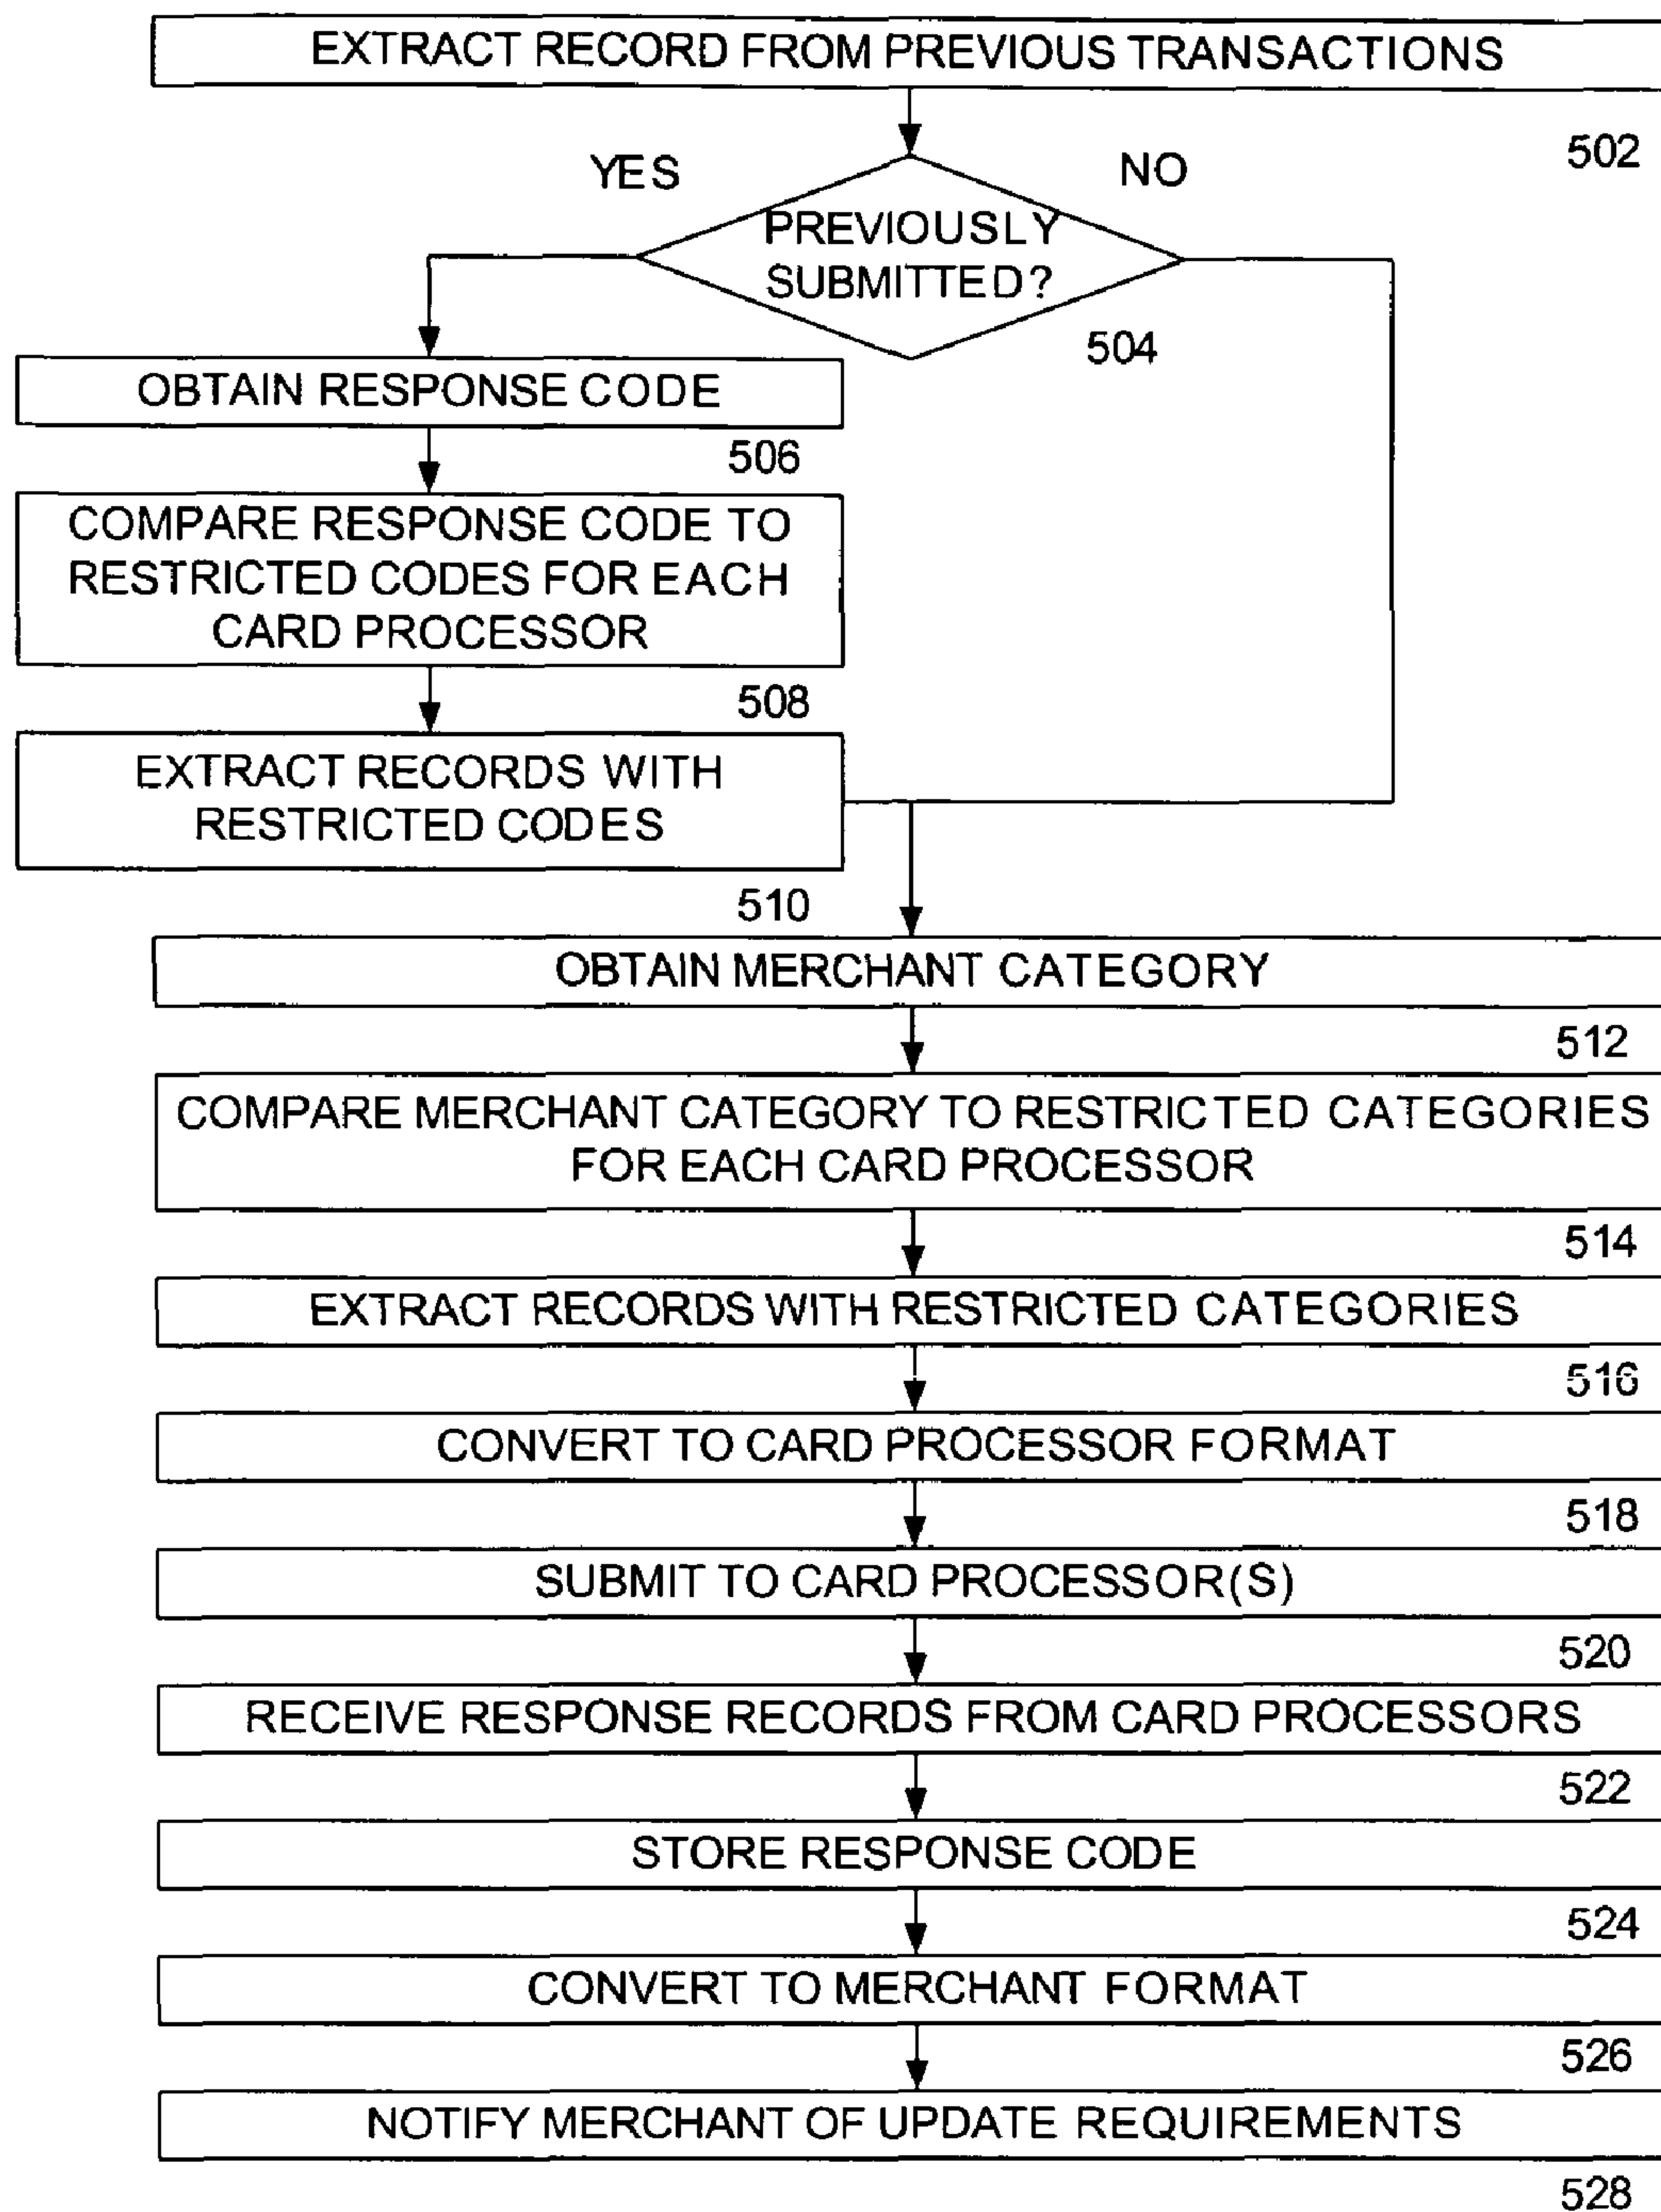 EXTRACT RECORD FROM PREVIOUS TRANSACTIONS
502
YES
NO
PREVIOUSLY
SUBMITTED?
504
OBTAIN RESPONSE CODE
506
COMPARE RESPONSE CODE TO
RESTRICTED CODES FOR EACH
CARD PROCESSOR
508
EXTRACT RECORDS WITH
RESTRICTED CODES
510
OBTAIN MERCHANT CATEGORY
512
COMPARE MERCHANT CATEGORY TO RESTRICTED CATEGORIES
FOR EACH CARD PROCESSOR
514
EXTRACT RECORDS WITH RESTRICTED CATEGORIES
516
CONVERT TO CARD PROCESSOR FORMAT
518
SUBMIT TO CARD PROCESSOR(S)
520
RECEIVE RESPONSE RECORDS FROM CARD PROCESSORS
522
STORE RESPONSE CODE
524
CONVERT TO MERCHANT FORMAT
526
NOTIFY MERCHANT OF UPDATE REQUIREMENTS
528